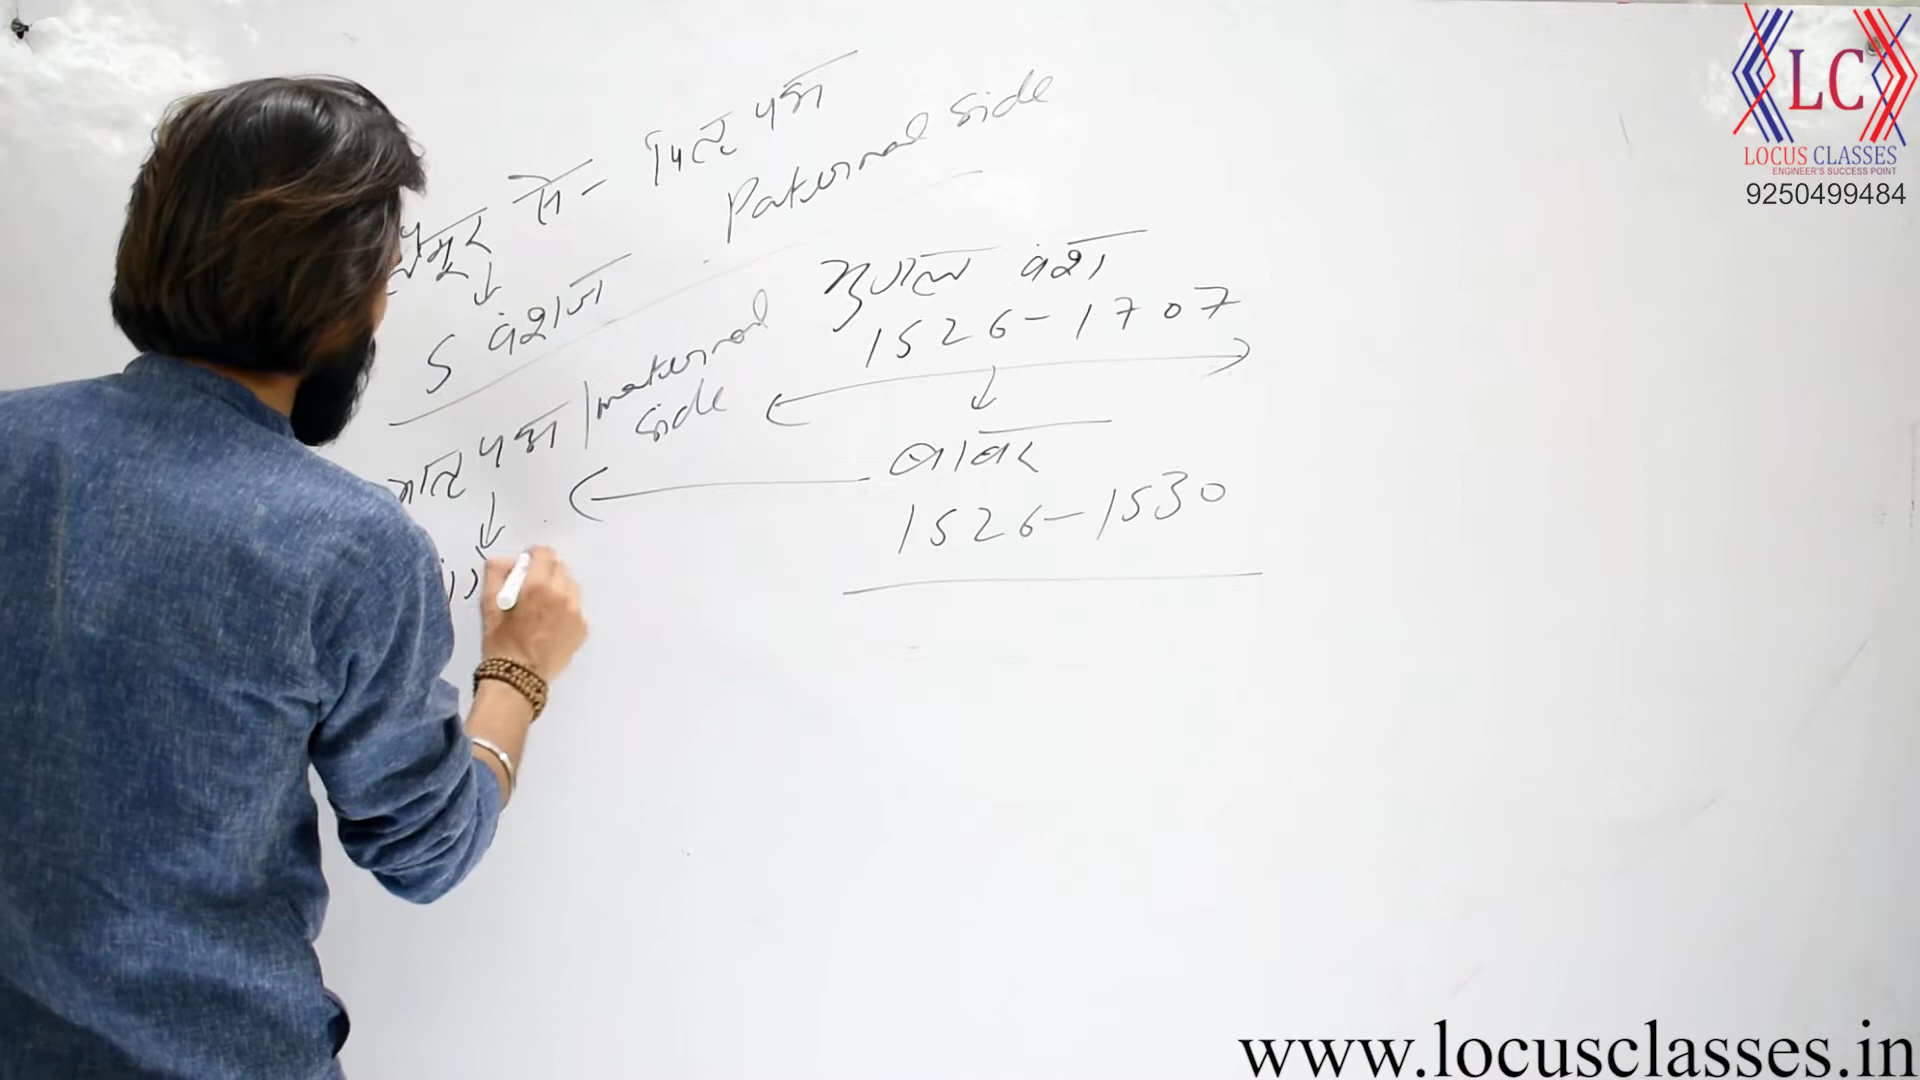 तैमूर से - पितृ पक्ष
Paternal side
5 वंशज
मातृ पक्ष / maternal side
मुगल वंश
1526-1707
बाबर
1526-1530
LC
LOCUS CLASSES
ENGINEER'S SUCCESS POINT
9250499484
www.locusclasses.in